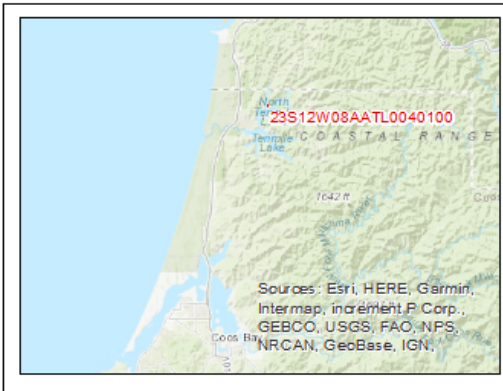 North
23S12W08AATL0040100
Tenmile
Lake
COASTAL RANGE
1642 ft
Sources: Esri, HERE, Garmin,
Intermap, increment P Corp.,
GEBCO, USGS, FAO, NPS,
Coos Ba
NRCAN, GeoBase, IGN,